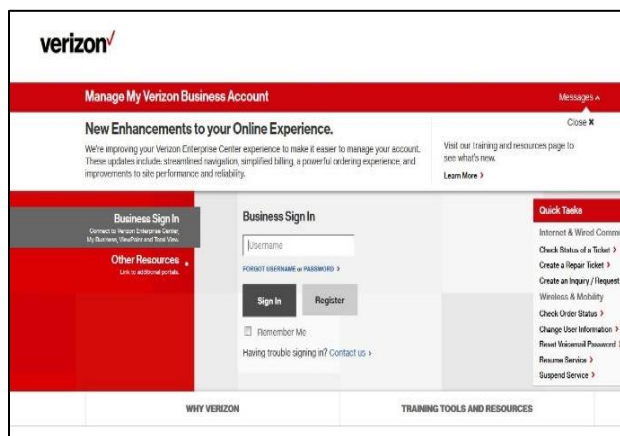 verizon
Manage My Verizon Business Account
Messages
Close X
New Enhancements to your Online Experience.
We're improving your Verizon Enterprise Center experience to make it easier to manage your account.
These updates include: streamlined navigation, simplified billing, a powerful ordering experience, and
improvements to site performance and reliability.
Visit our training and resources page to
see what's new.
Learn More >
Business Sign In
Connect to Verizon Enterprise Center,
My Business, ViewPoint and Total View.
Other Resources
Link to additional portals.
Business Sign In
Username
FORGOT USERNAME or PASSWORD >
Sign In
Register
Remember Me
Having trouble signing in? Contact us >
Quick Tasks
Internet & Wired Commu
Check Status of a Ticket >
Create a Repair Ticket >
Create an Inquiry / Request
Wireless & Mobility
Check Order Status >
Change User Information >
Reset Voicemail Password >
Resume Service >
Suspend Service >
WHY VERIZON
TRAINING TOOLS AND RESOURCES